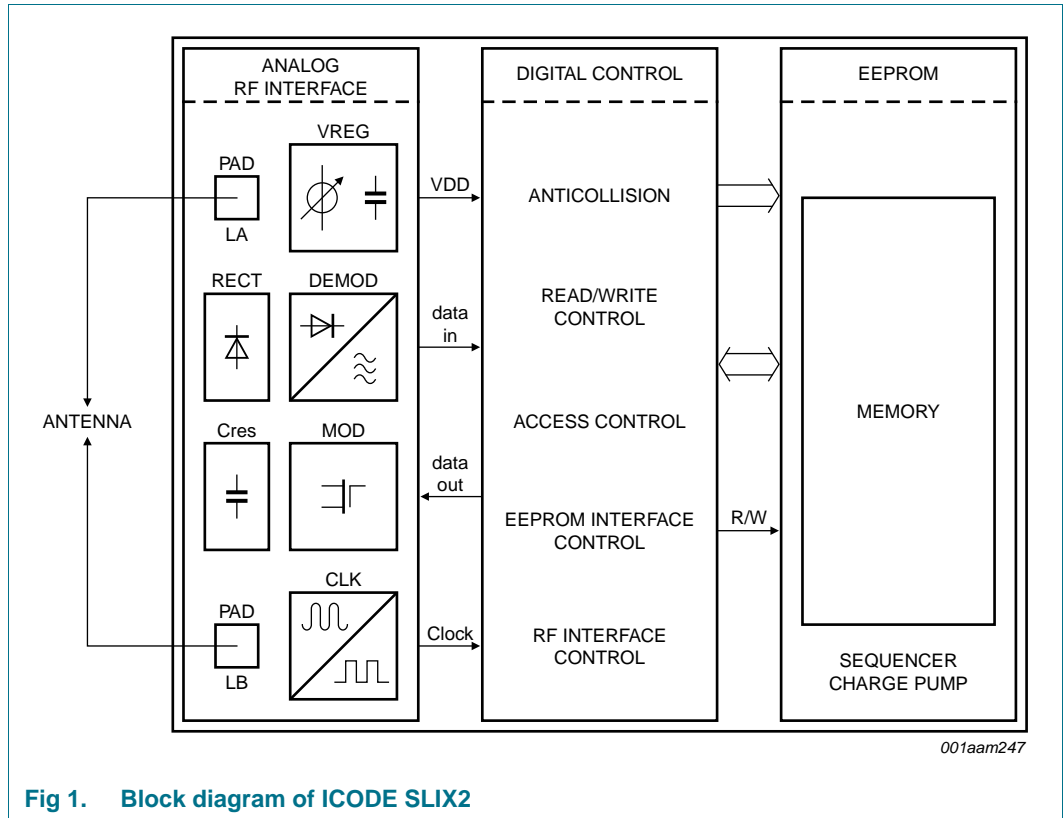 ANALOG
RF INTERFACE
DIGITAL CONTROL
EEPROM
VREG
PAD
LA
VDD
ANTICOLLISION
RECT
DEMOD
data
in
READ/WRITE
CONTROL
ANTENNA
MEMORY
Cres
MOD
data
out
ACCESS CONTROL
EEPROM INTERFACE
CONTROL
R/W
CLK
PAD
LB
Clock
RF INTERFACE
CONTROL
SEQUENCER
CHARGE PUMP
001aam247
Fig 1. Block diagram of ICODE SLIX2